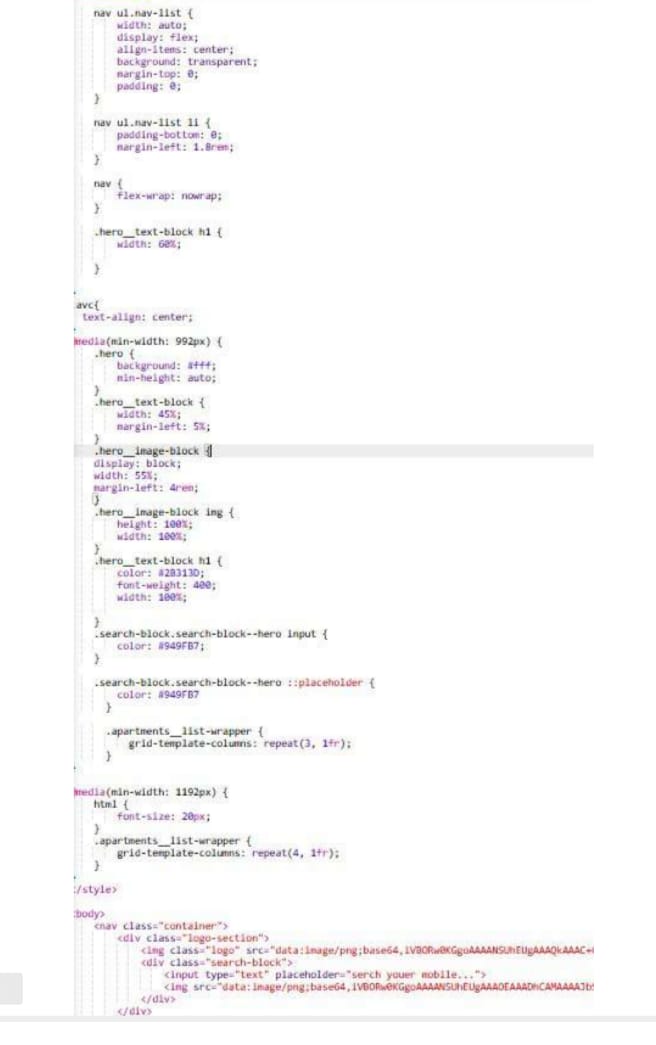 nav ul.nav-list {
width: auto;
display: flex;
align-items: center;
background: transparent;
margin-top: 0;
padding: 0;
}
nav ul.nav-list li {
padding-bottom: 0;
margin-left: 1.8rem;
}
nav {
flex-wrap: nowrap;
}
.hero__text-block h1 {
width: 60%;
}
avc{
text-align: center;
media(min-width: 992px) {
.hero {
background: #fff;
min-height: auto;
}
.hero__text-block {
width: 45%;
margin-left: 5%;
}
.hero__image-block {
display: block;
width: 55%;
margin-left: 4rem;
}
.hero__image-block img {
height: 100%;
width: 100%;
}
.hero__text-block h1 {
color: #2B313D;
font-weight: 400;
width: 100%;
}
.search-block.search-block--hero input {
color: #949FB7;
}
.search-block.search-block--hero ::placeholder {
color: #949FB7
}
.apartments__list-wrapper {
grid-template-columns: repeat(3, 1fr);
}
media(min-width: 1192px) {
html {
font-size: 20px;
}
.apartments__list-wrapper {
grid-template-columns: repeat(4, 1fr);
}
/style>
body>
<nav class="container">
<div class="logo-section">
<img class="logo" src="data:image/png;base64,iVBORw0KGgoAAAANSUhEUgAAAQkAAAC+
<div class="search-block">
<input type="text" placeholder="serch youer mobile...">
<img src="data:image/png;base64,iVBORw0KGgoAAAANSUhEUgAAAOEAAADhCAMAAAAJb
</div>
</div>